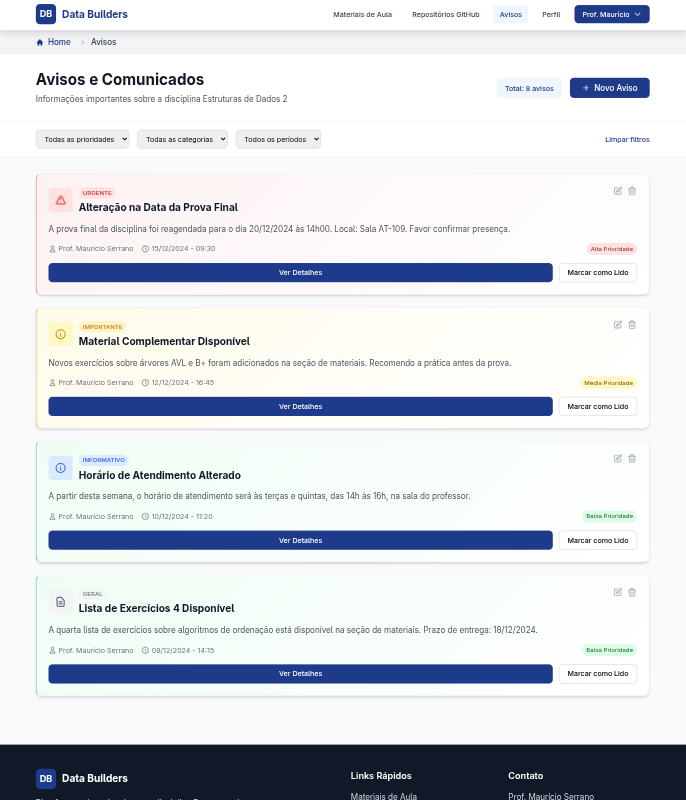 DB Data Builders Materiais de Aula Repositórios GitHub Avisos Perfil Prof. Maurício
Home › Avisos
Avisos e Comunicados
Informações importantes sobre a disciplina Estruturas de Dados 2
Total: 8 avisos + Novo Aviso
Todas as prioridades Todas as categorias Todos os períodos Limpar filtros
URGENTE
Alteração na Data da Prova Final
A prova final da disciplina foi reagendada para o dia 20/12/2024 às 14h00. Local: Sala AT-109. Favor confirmar presença.
Prof. Maurício Serrano 15/12/2024 - 09:30 Alta Prioridade
Ver Detalhes Marcar como Lido
IMPORTANTE
Material Complementar Disponível
Novos exercícios sobre árvores AVL e B+ foram adicionados na seção de materiais. Recomendo a prática antes da prova.
Prof. Maurício Serrano 12/12/2024 - 16:45 Média Prioridade
Ver Detalhes Marcar como Lido
INFORMATIVO
Horário de Atendimento Alterado
A partir desta semana, o horário de atendimento será às terças e quintas, das 14h às 16h, na sala do professor.
Prof. Maurício Serrano 10/12/2024 - 11:20 Baixa Prioridade
Ver Detalhes Marcar como Lido
GERAL
Lista de Exercícios 4 Disponível
A quarta lista de exercícios sobre algoritmos de ordenação está disponível na seção de materiais. Prazo de entrega: 18/12/2024.
Prof. Maurício Serrano 08/12/2024 - 14:15 Baixa Prioridade
Ver Detalhes Marcar como Lido
DB Data Builders Links Rápidos Contato
Materiais de Aula Prof. Maurício Serrano